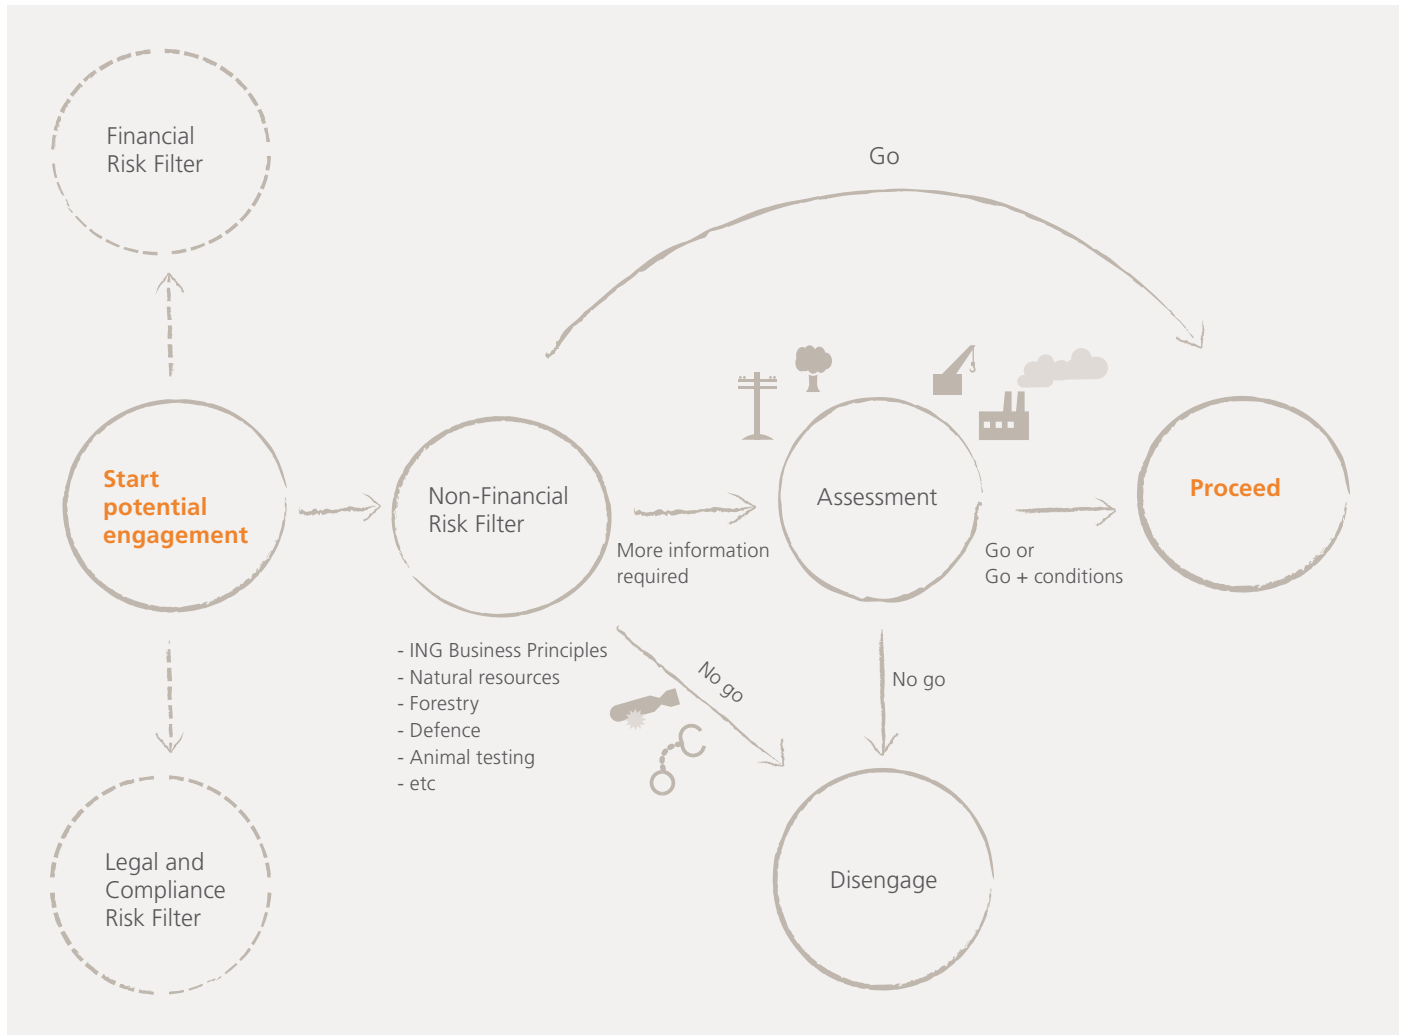 Financial
Risk Filter
Go
Start
potential
engagement
Non-Financial
Risk Filter
More information
required
Assessment
Go or
Go + conditions
Proceed
- ING Business Principles
- Natural resources
- Forestry
- Defence
- Animal testing
- etc
No go
No go
Legal and
Compliance
Risk Filter
Disengage